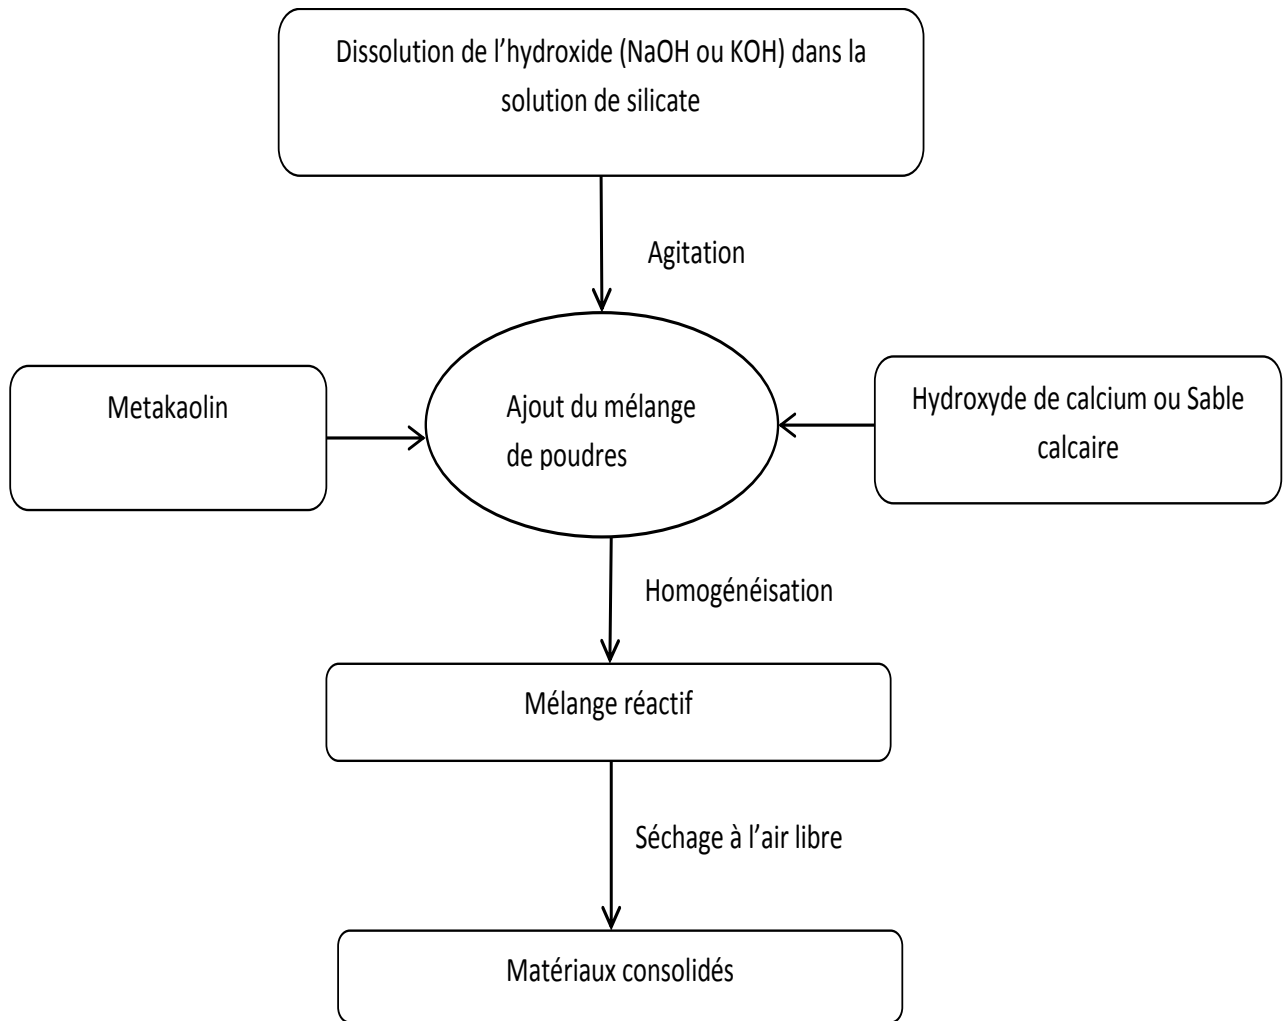 Dissolution de l'hydroxide (NaOH ou KOH) dans la
solution de silicate
Agitation
Metakaolin
Ajout du mélange
de poudres
Hydroxyde de calcium ou Sable
calcaire
Homogénéisation
Mélange réactif
Séchage à l'air libre
Matériaux consolidés